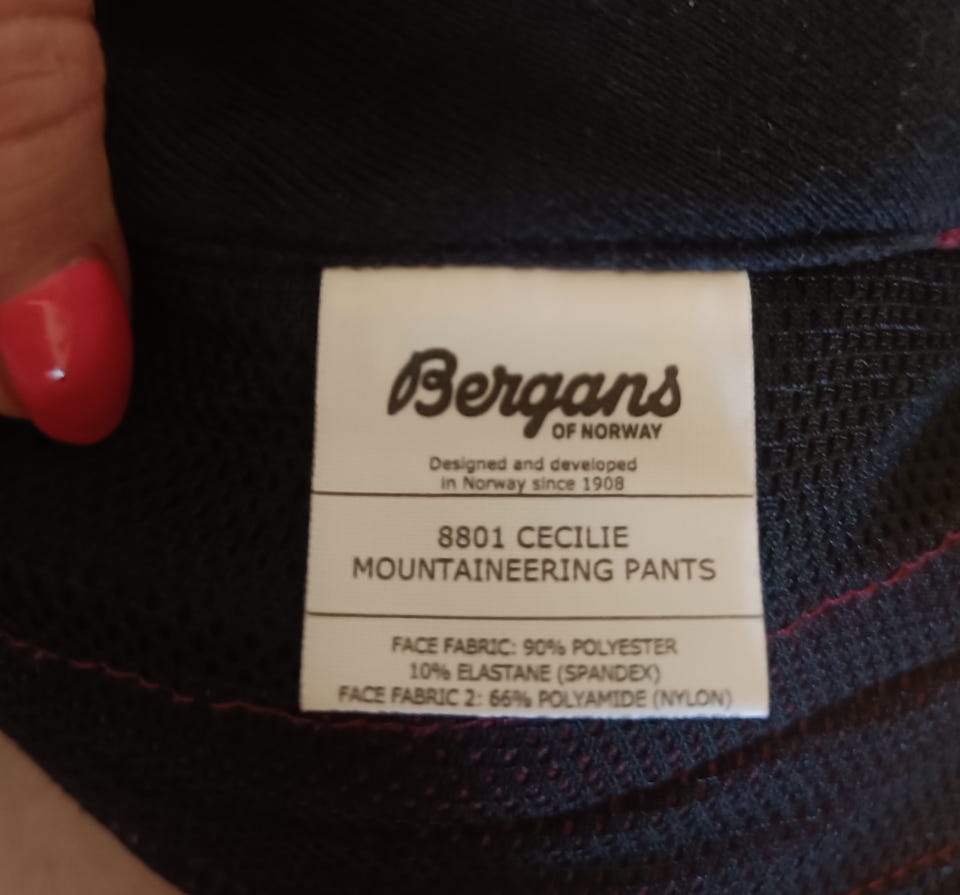 Bergans
OF NORWAY
Designed and developed
in Norway since 1908
8801 CECILIE
MOUNTAINEERING PANTS
FACE FABRIC: 90% POLYESTER
10% ELASTANE (SPANDEX)
FACE FABRIC 2: 66% POLYAMIDE (NYLON)